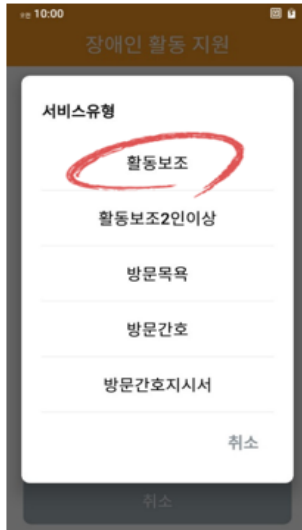 오전 10:00
장애인 활동 지원
서비스유형
활동보조
활동보조2인이상
방문목욕
방문간호
방문간호지시서
취소
취소